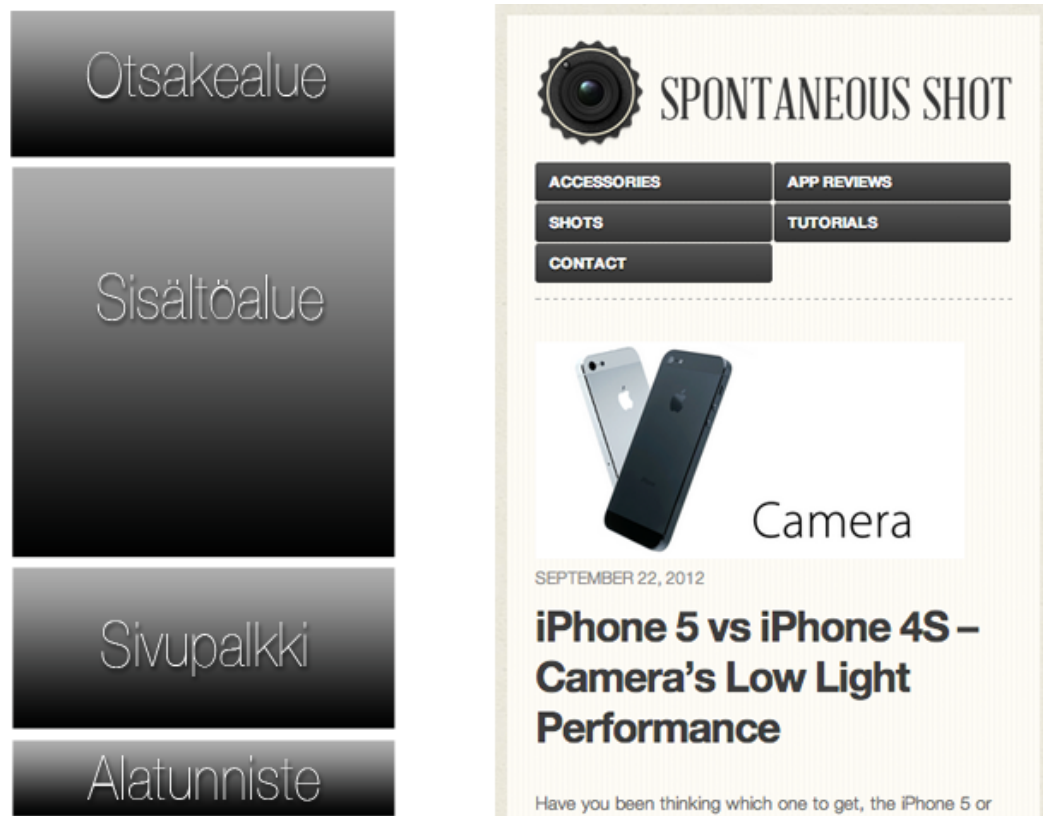 Otsakealue
Sisältöalue
Sivupalkki
Alatunniste
SPONTANEOUS SHOT
ACCESSORIES
APP REVIEWS
SHOTS
TUTORIALS
CONTACT
Camera
SEPTEMBER 22, 2012
iPhone 5 vs iPhone 4S –
Camera’s Low Light
Performance
Have you been thinking which one to get, the iPhone 5 or